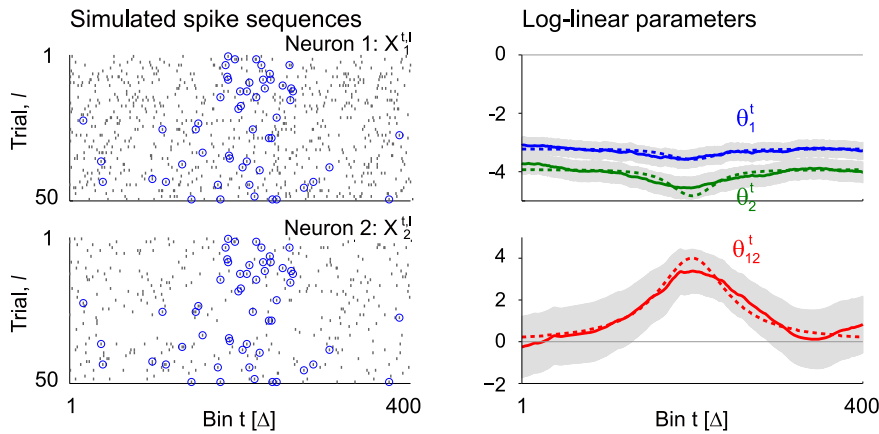 Simulated spike sequences
Neuron 1: X₁ᵗ,ˡ
1
Trial, l
50
Neuron 2: X₂ᵗ,ˡ
1
Trial, l
50
1
400
Bin t [Δ]
Log-linear parameters
0
-2
-4
θ₁ᵗ
θ₂ᵗ
4
2
0
−2
θ₁₂ᵗ
1
400
Bin t [Δ]